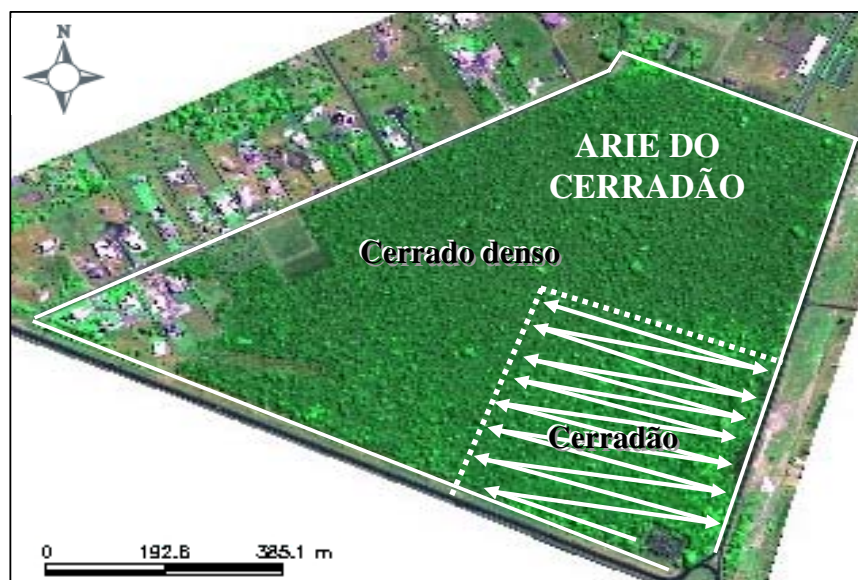 N
ARIE DO
CERRADÃO
Cerrado denso
Cerradão
0 192.6 385.1 m